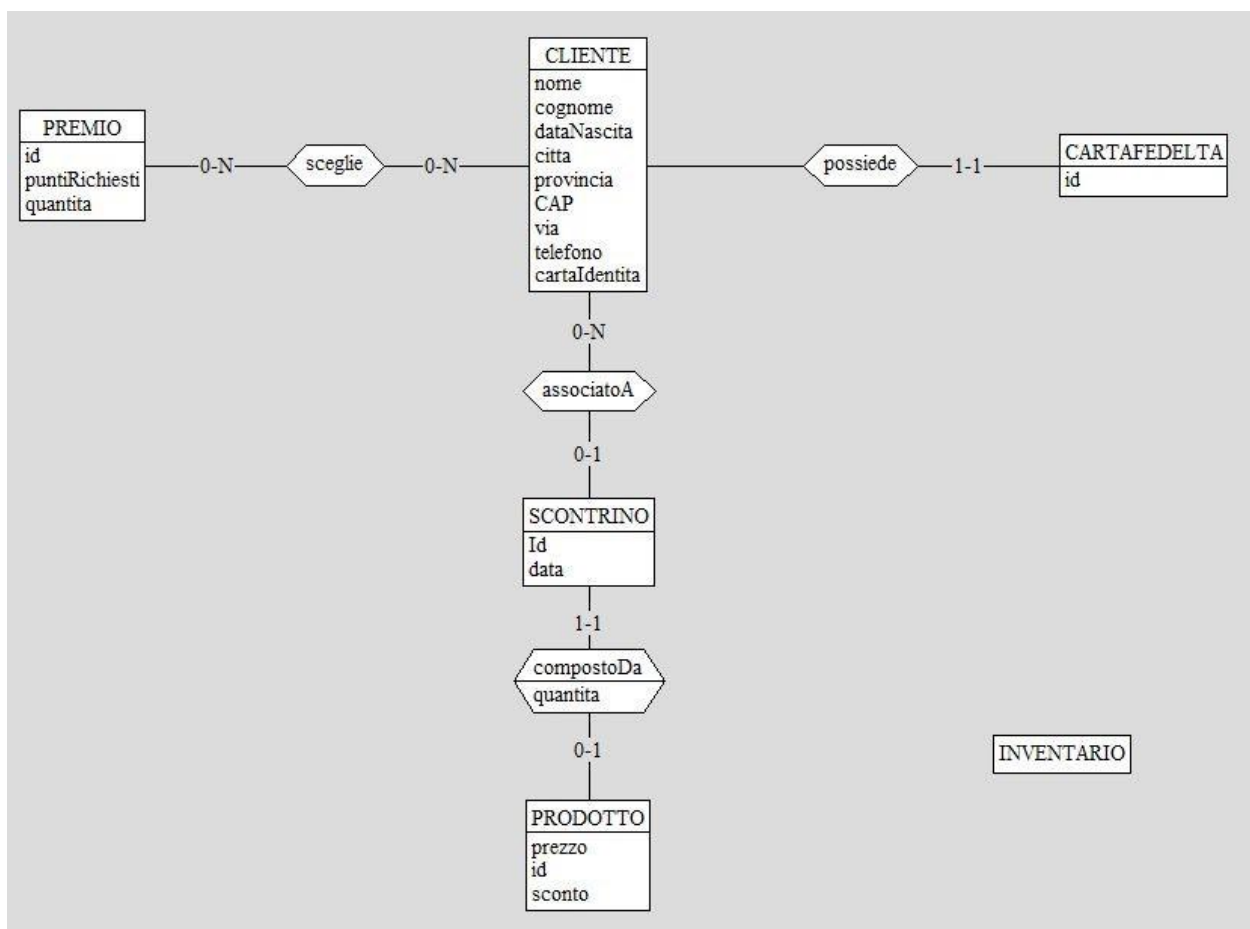 CLIENTE
nome
cognome
dataNascita
citta
provincia
CAP
via
telefono
cartaIdentita
PREMIO
id
puntiRichiesti
quantita
0-N
sceglie
0-N
possiede
1-1
CARTAFEDELTA
id
0-N
associatoA
0-1
SCONTRINO
Id
data
1-1
compostoDa
quantita
0-1
INVENTARIO
PRODOTTO
prezzo
id
sconto